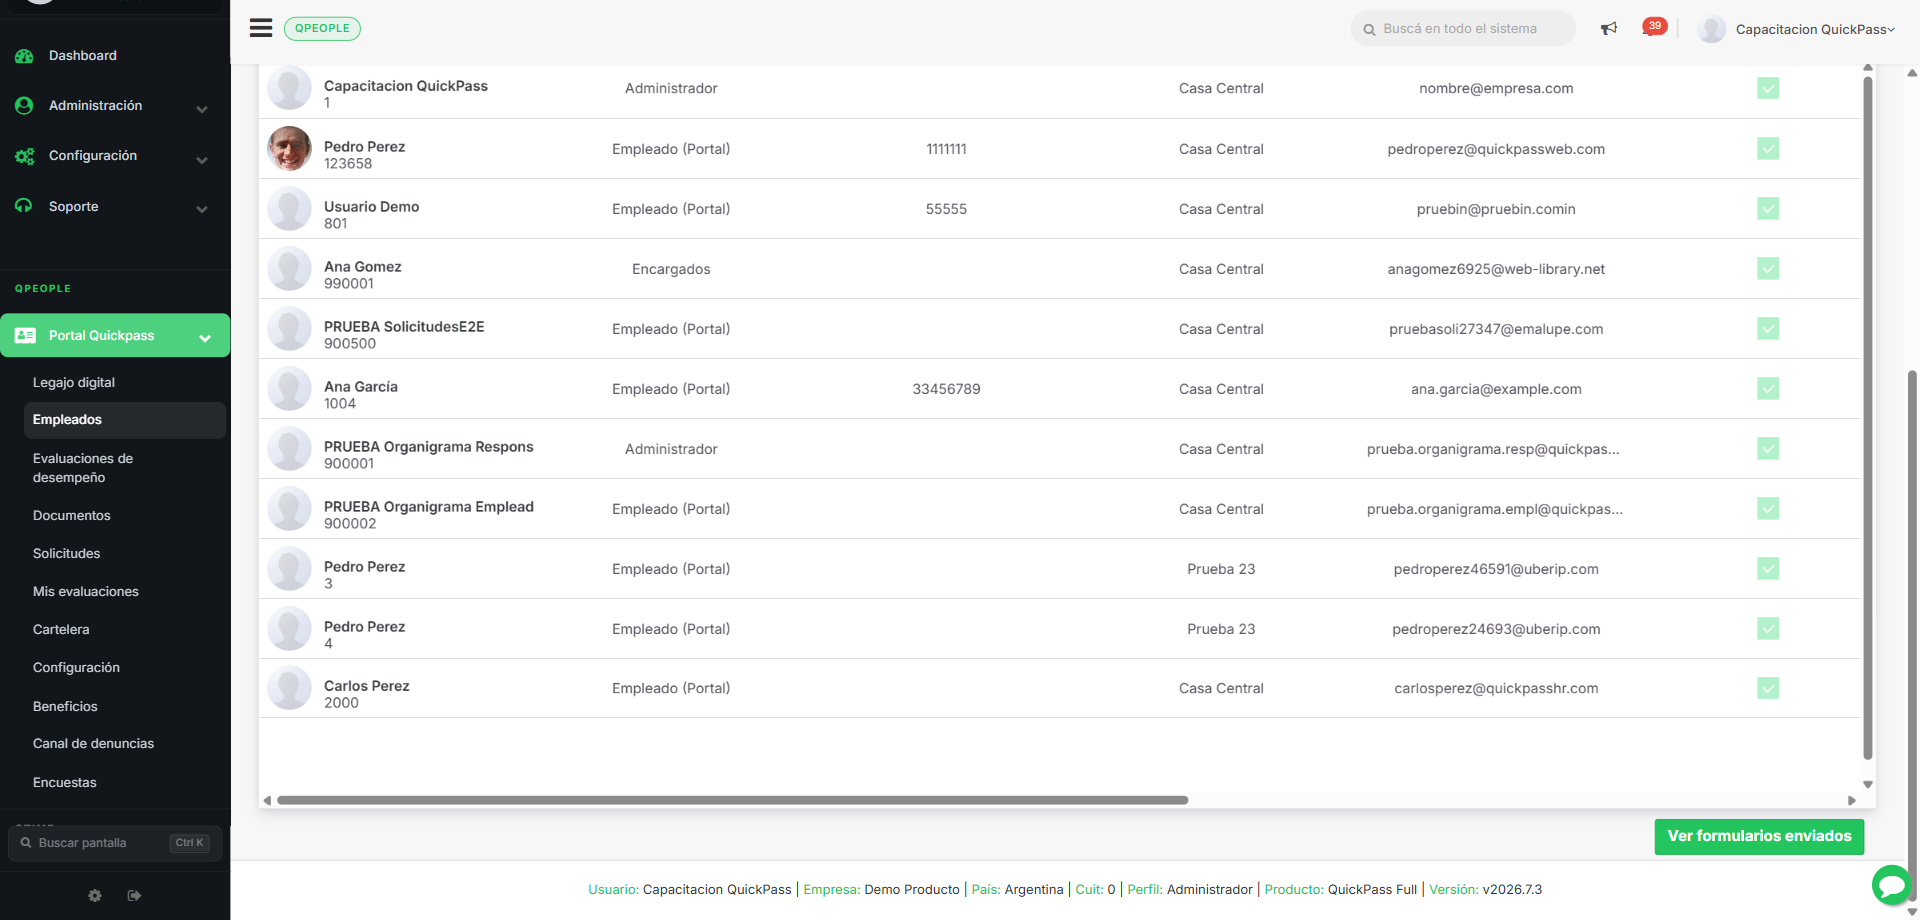 Dashboard
Administración
Configuración
Soporte
QPEOPLE
Portal Quickpass
Legajo digital
Empleados
Evaluaciones de
desempeño
Documentos
Solicitudes
Mis evaluaciones
Cartelera
Configuración
Beneficios
Canal de denuncias
Encuestas
Buscar pantalla Ctrl K
QPEOPLE
Buscá en todo el sistema
39
Capacitacion QuickPass
Capacitacion QuickPass
1
Administrador Casa Central nombre@empresa.com
Pedro Perez
123658
Empleado (Portal) 1111111 Casa Central pedroperez@quickpassweb.com
Usuario Demo
801
Empleado (Portal) 55555 Casa Central pruebin@pruebin.comin
Ana Gomez
990001
Encargados Casa Central anagomez6925@web-library.net
PRUEBA SolicitudesE2E
900500
Empleado (Portal) Casa Central pruebasoli27347@emalupe.com
Ana García
1004
Empleado (Portal) 33456789 Casa Central ana.garcia@example.com
PRUEBA Organigrama Respons
900001
Administrador Casa Central prueba.organigrama.resp@quickpas...
PRUEBA Organigrama Emplead
900002
Empleado (Portal) Casa Central prueba.organigrama.empl@quickpas...
Pedro Perez
3
Empleado (Portal) Prueba 23 pedroperez46591@uberip.com
Pedro Perez
4
Empleado (Portal) Prueba 23 pedroperez24693@uberip.com
Carlos Perez
2000
Empleado (Portal) Casa Central carlosperez@quickpasshr.com
Ver formularios enviados
Usuario: Capacitacion QuickPass | Empresa: Demo Producto | País: Argentina | Cuit: 0 | Perfil: Administrador | Producto: QuickPass Full | Versión: v2026.7.3